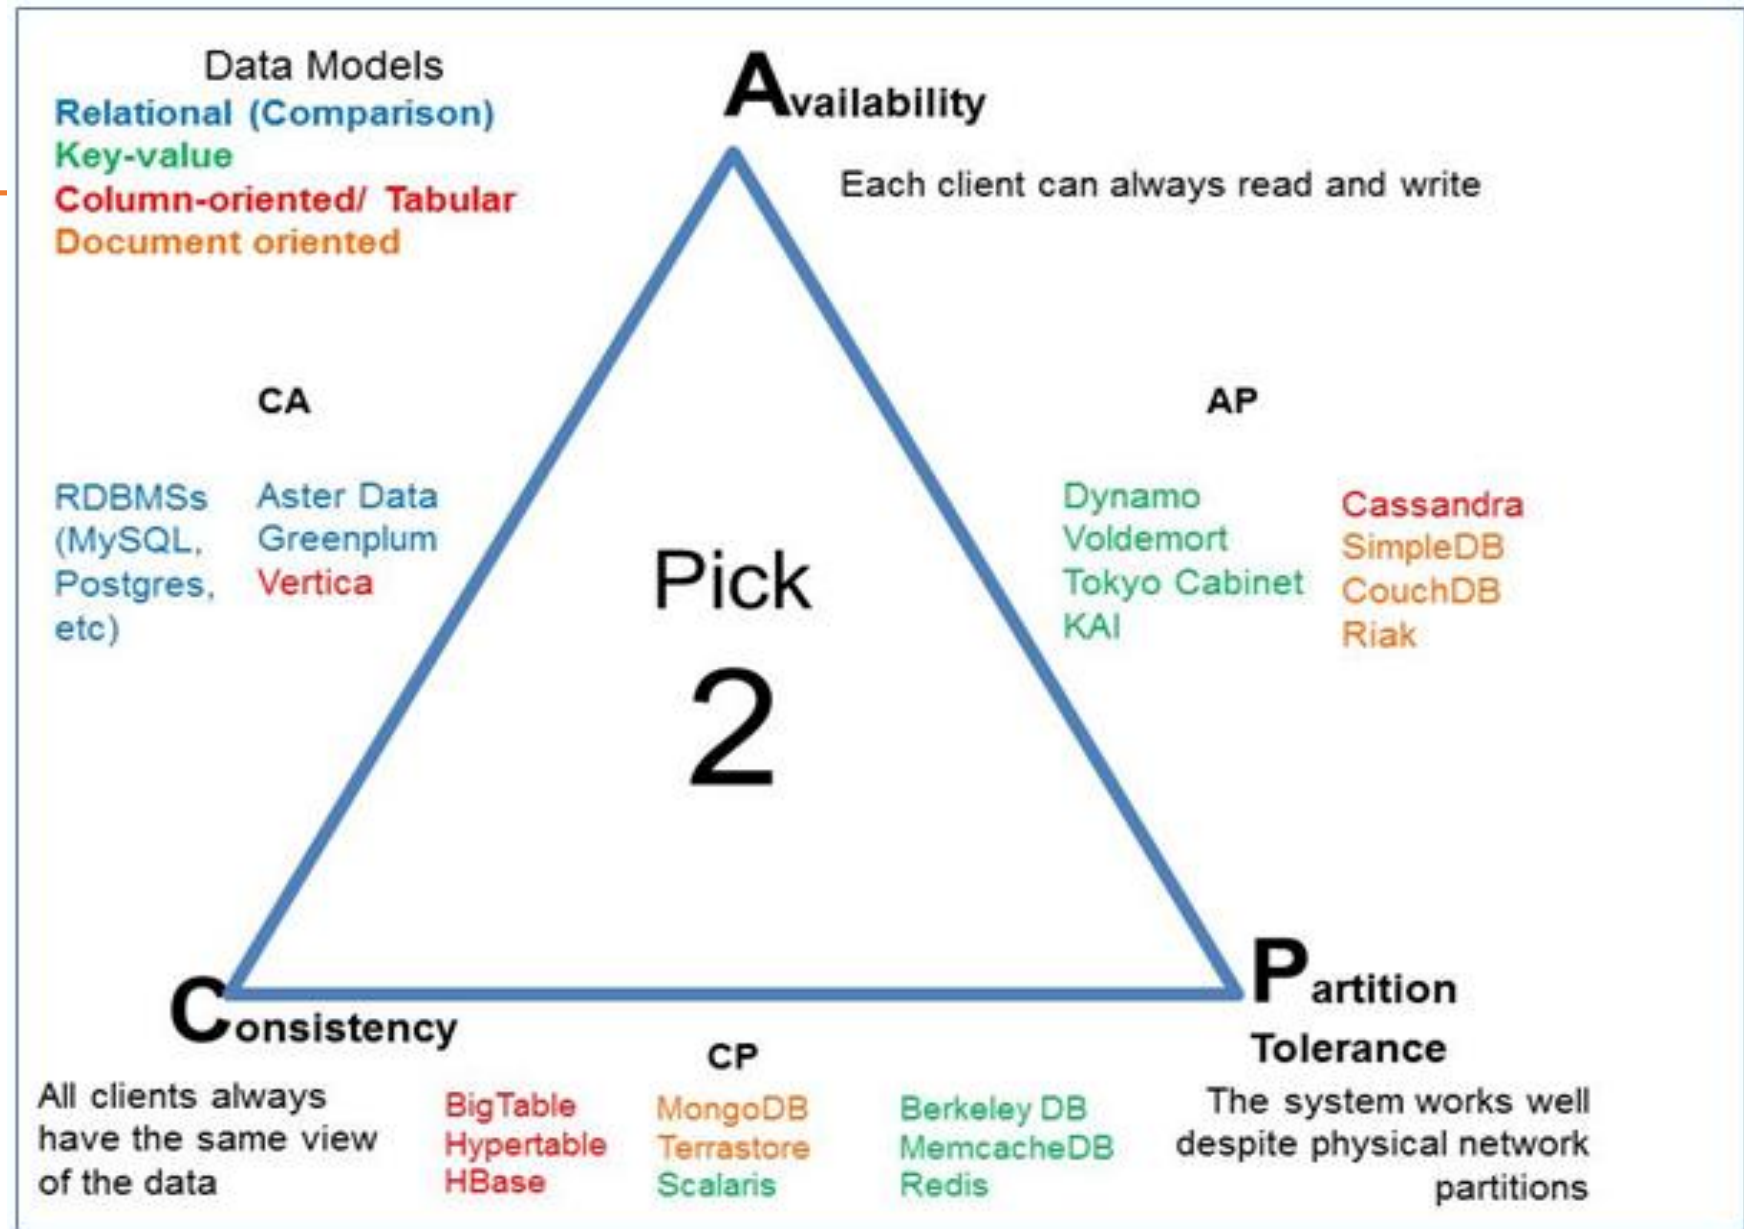 Data Models
Relational (Comparison)
Key-value
Column-oriented/ Tabular
Document oriented
Availability
Each client can always read and write
CA
RDBMSs
(MySQL,
Postgres,
etc)
Aster Data
Greenplum
Vertica
Pick
2
AP
Dynamo
Voldemort
Tokyo Cabinet
KAI
Cassandra
SimpleDB
CouchDB
Riak
Consistency
All clients always
have the same view
of the data
CP
BigTable
Hypertable
HBase
MongoDB
Terrastore
Scalaris
Berkeley DB
MemcacheDB
Redis
Partition
Tolerance
The system works well
despite physical network
partitions